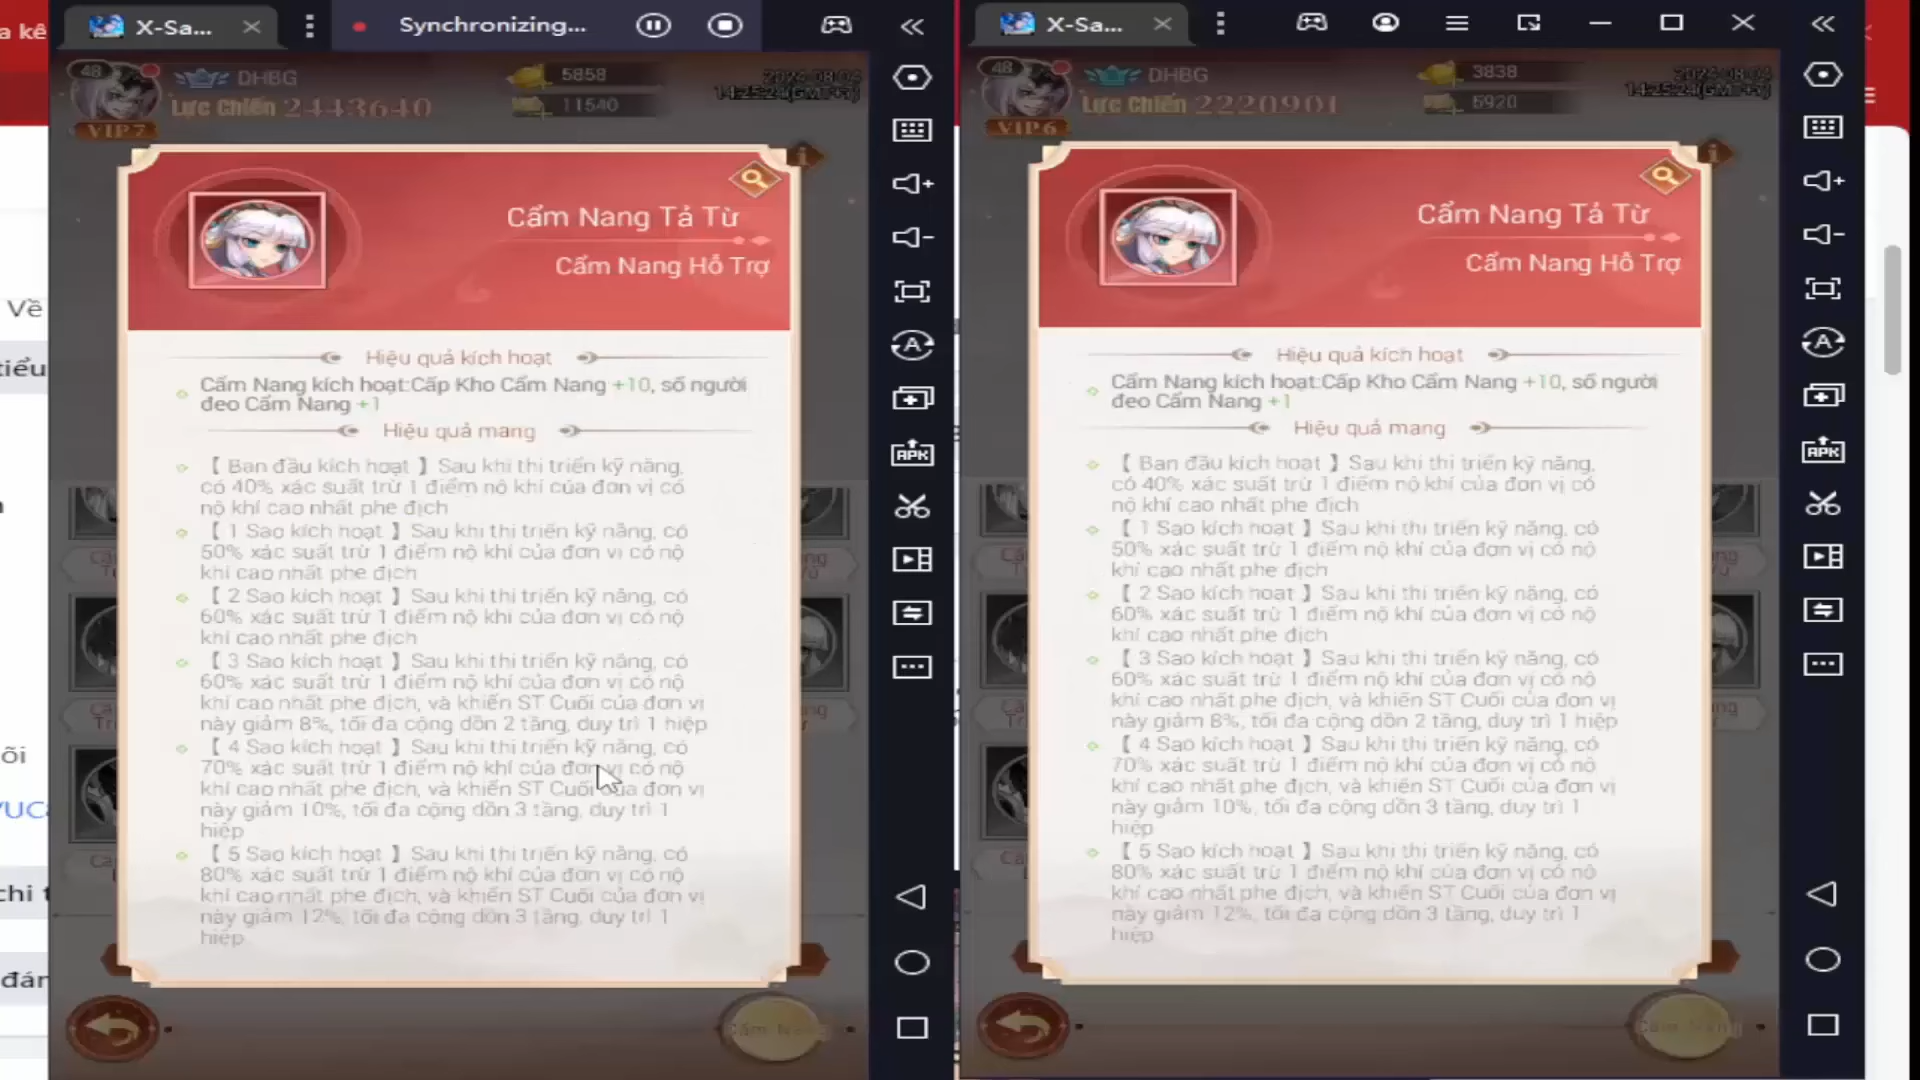 a kê
Về
tiểu
õi
chi t
đán
X-Sa...
Synchronizing...
48
DHBG
5858
Lực Chiến 2443640
11540
VIP 7
Cẩm Nang Tả Từ
Cẩm Nang Hỗ Trợ
Hiệu quả kích hoạt
Cẩm Nang kích hoạt:Cấp Kho Cẩm Nang +10, số người
đeo Cẩm Nang +1
Hiệu quả mang
【 Ban đầu kích hoạt 】Sau khi thi triển kỹ năng,
có 40% xác suất trừ 1 điểm nộ khí của đơn vị có
nộ khí cao nhất phe địch
【 1 Sao kích hoạt 】Sau khi thi triển kỹ năng, có
50% xác suất trừ 1 điểm nộ khí của đơn vị có nộ
khí cao nhất phe địch
【 2 Sao kích hoạt 】Sau khi thi triển kỹ năng, có
60% xác suất trừ 1 điểm nộ khí của đơn vị có nộ
khí cao nhất phe địch
【 3 Sao kích hoạt 】Sau khi thi triển kỹ năng, có
60% xác suất trừ 1 điểm nộ khí của đơn vị có nộ
khí cao nhất phe địch, và khiến ST Cuối của đơn vị
này giảm 8%, tối đa cộng dồn 2 tầng, duy trì 1 hiệp
【 4 Sao kích hoạt 】Sau khi thi triển kỹ năng, có
70% xác suất trừ 1 điểm nộ khí của đơn vị có nộ
khí cao nhất phe địch, và khiến ST Cuối của đơn vị
này giảm 10%, tối đa cộng dồn 3 tầng, duy trì 1
hiệp
【 5 Sao kích hoạt 】Sau khi thi triển kỹ năng, có
80% xác suất trừ 1 điểm nộ khí của đơn vị có nộ
khí cao nhất phe địch, và khiến ST Cuối của đơn vị
này giảm 12%, tối đa cộng dồn 3 tầng, duy trì 1
hiệp
Cẩm Nang
APK
X-Sa...
48
DHBG
3838
Lực Chiến 2220901
6920
VIP 6
Cẩm Nang Tả Từ
Cẩm Nang Hỗ Trợ
Hiệu quả kích hoạt
Cẩm Nang kích hoạt:Cấp Kho Cẩm Nang +10, số người
đeo Cẩm Nang +1
Hiệu quả mang
【 Ban đầu kích hoạt 】Sau khi thi triển kỹ năng,
có 40% xác suất trừ 1 điểm nộ khí của đơn vị có
nộ khí cao nhất phe địch
【 1 Sao kích hoạt 】Sau khi thi triển kỹ năng, có
50% xác suất trừ 1 điểm nộ khí của đơn vị có nộ
khí cao nhất phe địch
【 2 Sao kích hoạt 】Sau khi thi triển kỹ năng, có
60% xác suất trừ 1 điểm nộ khí của đơn vị có nộ
khí cao nhất phe địch
【 3 Sao kích hoạt 】Sau khi thi triển kỹ năng, có
60% xác suất trừ 1 điểm nộ khí của đơn vị có nộ
khí cao nhất phe địch, và khiến ST Cuối của đơn vị
này giảm 8%, tối đa cộng dồn 2 tầng, duy trì 1 hiệp
【 4 Sao kích hoạt 】Sau khi thi triển kỹ năng, có
70% xác suất trừ 1 điểm nộ khí của đơn vị có nộ
khí cao nhất phe địch, và khiến ST Cuối của đơn vị
này giảm 10%, tối đa cộng dồn 3 tầng, duy trì 1
hiệp
【 5 Sao kích hoạt 】Sau khi thi triển kỹ năng, có
80% xác suất trừ 1 điểm nộ khí của đơn vị có nộ
khí cao nhất phe địch, và khiến ST Cuối của đơn vị
này giảm 12%, tối đa cộng dồn 3 tầng, duy trì 1
hiệp
Cẩm Nang
APK